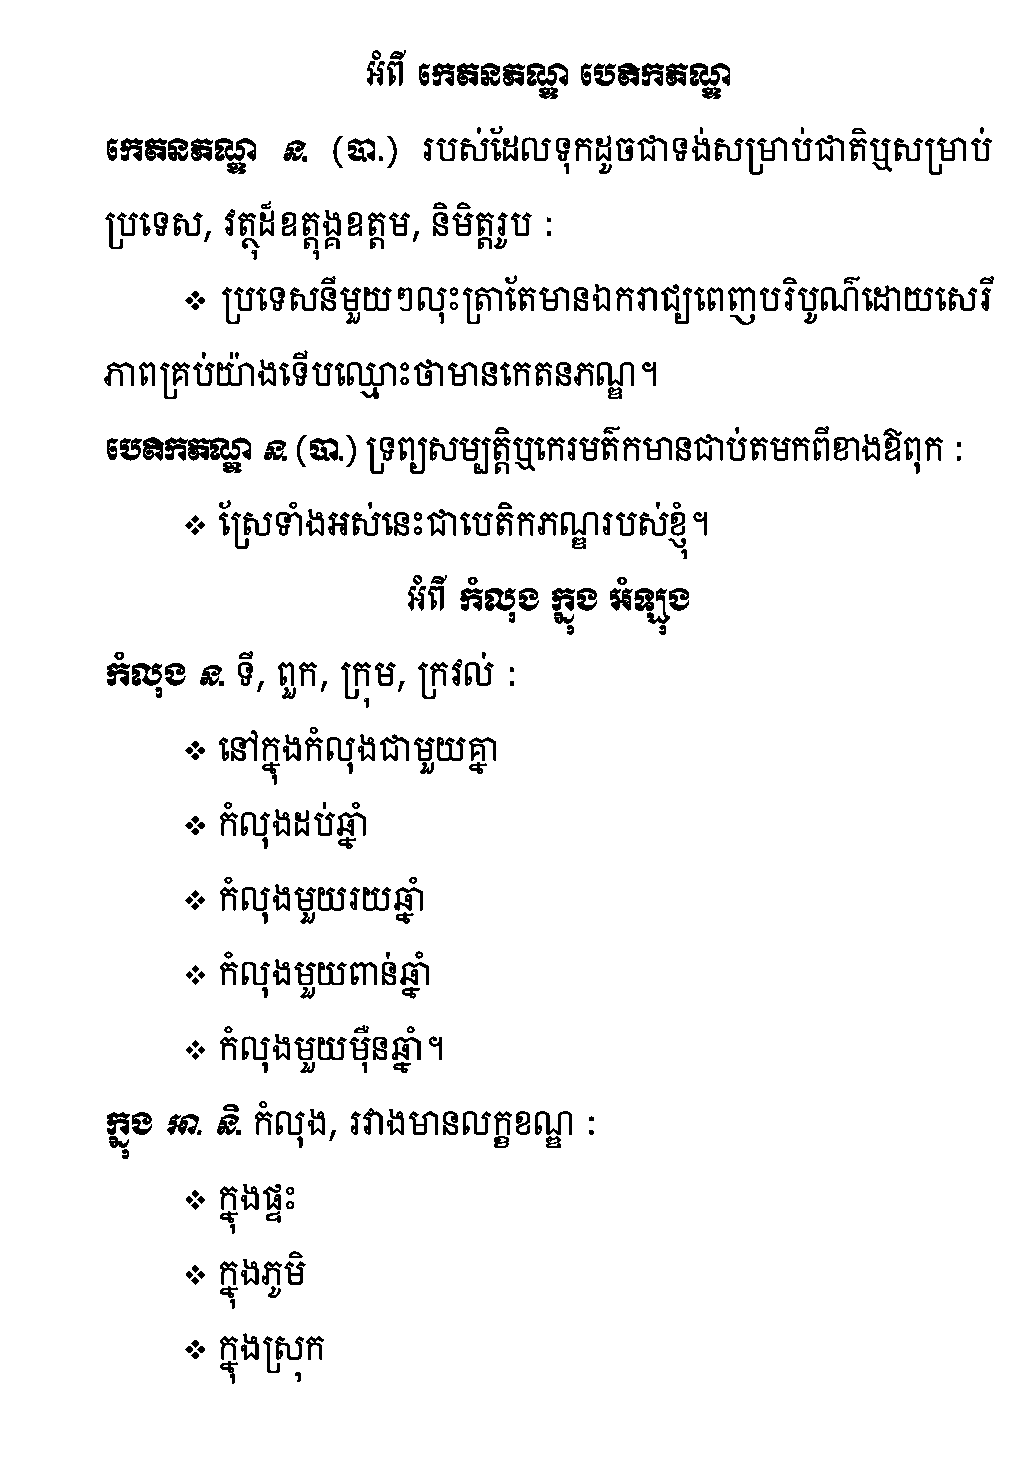 អំពី កេតនភណ្ឌ បេតិកភណ្ឌ
កេតនភណ្ឌ ន. (បា.) របស់ដែលទុកដូចជាទង់សម្រាប់ជាតិឬសម្រាប់
ប្រទេស, វត្ថុដ៏ឧត្តុង្គឧត្តម, និមិត្តរូប :
❖ ប្រទេសនីមួយៗលុះត្រាតែមានឯករាជ្យពេញបរិបូណ៌ដោយសេរី
ភាពគ្រប់យ៉ាងទើបឈ្មោះថាមានកេតនភណ្ឌ។
បេតិកភណ្ឌ ន. (បា.) ទ្រព្យសម្បត្តិឬកេរមត៌កមានជាប់តមកពីខាងឪពុក :
❖ ស្រែទាំងអស់នេះជាបេតិកភណ្ឌរបស់ខ្ញុំ។
អំពី កំលុង ក្នុង អំឡុង
កំលុង ន. ទី, ពួក, ក្រុម, ក្រវល់ :
❖ នៅក្នុងកំលុងជាមួយគ្នា
❖ កំលុងដប់ឆ្នាំ
❖ កំលុងមួយរយឆ្នាំ
❖ កំលុងមួយពាន់ឆ្នាំ
❖ កំលុងមួយម៉ឺនឆ្នាំ។
ក្នុង អា. និ. កំលុង, រវាងមានលក្ខខណ្ឌ :
❖ ក្នុងផ្ទះ
❖ ក្នុងភូមិ
❖ ក្នុងស្រុក